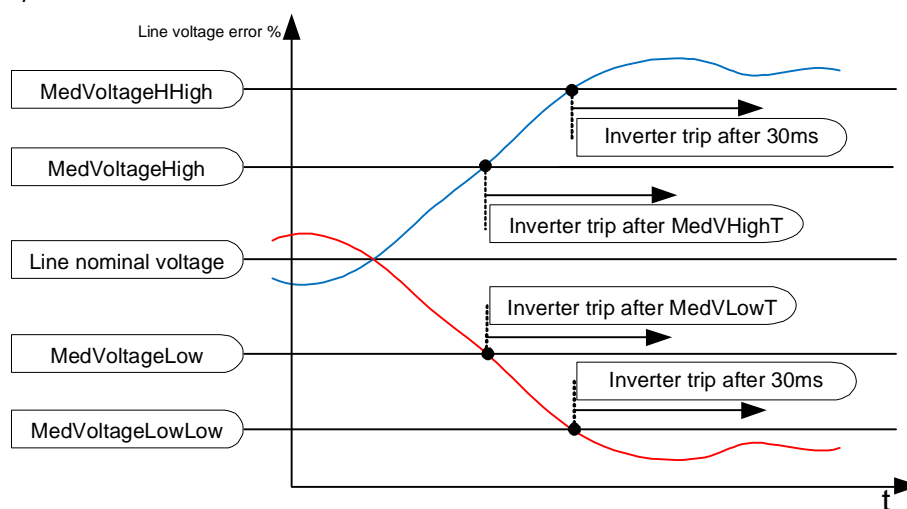 Line voltage error %
MedVoltageHHigh
Inverter trip after 30ms
MedVoltageHigh
Inverter trip after MedVHighT
Line nominal voltage
Inverter trip after MedVLowT
MedVoltageLow
Inverter trip after 30ms
MedVoltageLowLow
t